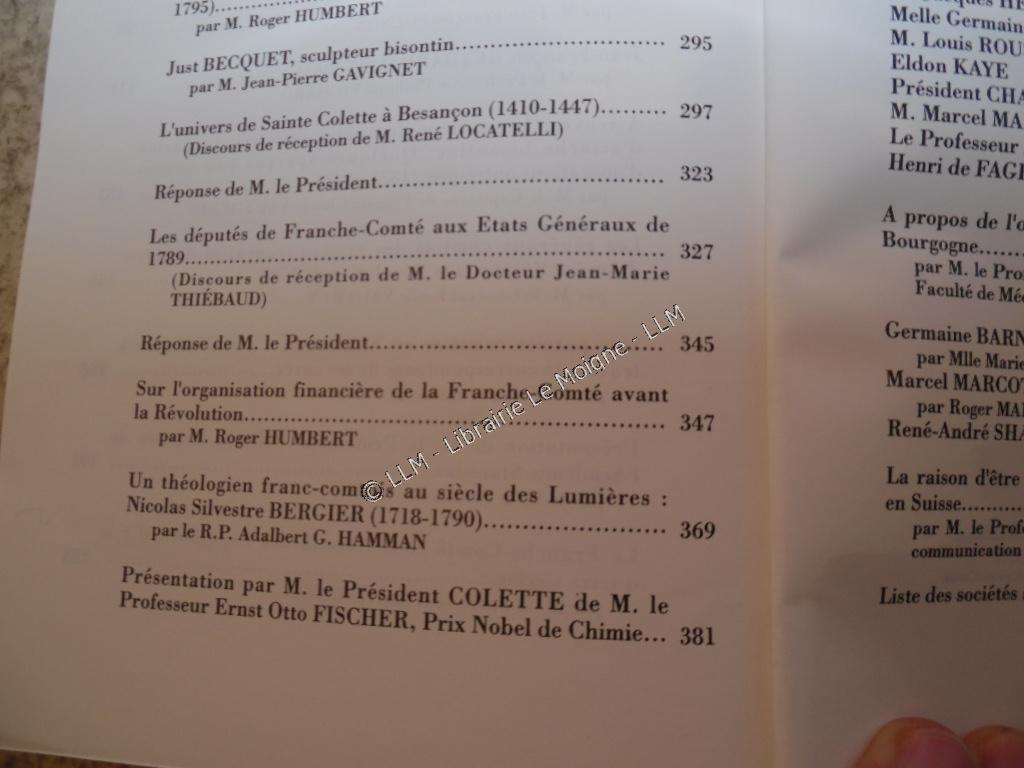 1795)
par M. Roger HUMBERT
Just BECQUET, sculpteur bisontin 295
par M. Jean-Pierre GAVIGNET
L'univers de Sainte Colette à Besançon (1410-1447) 297
(Discours de réception de M. René LOCATELLI)
Réponse de M. le Président 323
Les députés de Franche-Comté aux Etats Généraux de
1789 327
(Discours de réception de M. le Docteur Jean-Marie
THIÉBAUD)
Réponse de M. le Président 345
Sur l'organisation financière de la Franche-Comté avant
la Révolution 347
par M. Roger HUMBERT
Un théologien franc-comtois au siècle des Lumières :
Nicolas Silvestre BERGIER (1718-1790) 369
par le R.P. Adalbert G. HAMMAN
Présentation par M. le Président COLETTE de M. le
Professeur Ernst Otto FISCHER, Prix Nobel de Chimie... 381
© LLM - Librairie Le Moigne - LLM
Melle Germain
M. Louis ROU
Eldon KAYE
Président CHA
M. Marcel MA
Le Professeur
Henri de FAGE
A propos de l'o
Bourgogne
par M. le Pro
Faculté de Méd
Germaine BARN
par Mlle Marie
Marcel MARCOT
par Roger MAR
René-André SHA
La raison d'être
en Suisse
par M. le Profe
communication
Liste des sociétés